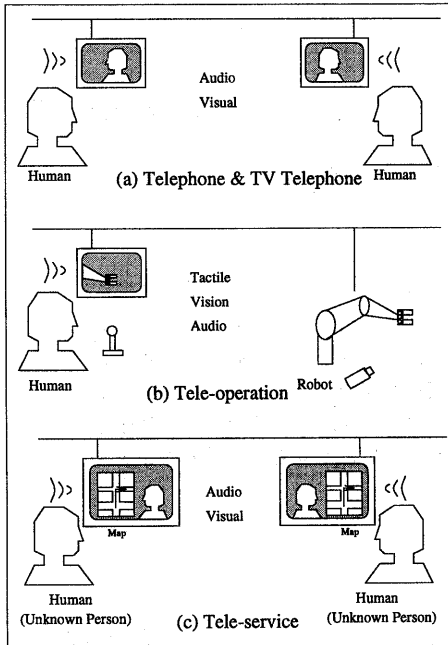 Audio
Visual
Human
Human
(a) Telephone & TV Telephone
Tactile
Vision
Audio
Human
Robot
(b) Tele-operation
Audio
Visual
Map
Map
Human
(Unknown Person)
Human
(Unknown Person)
(c) Tele-service